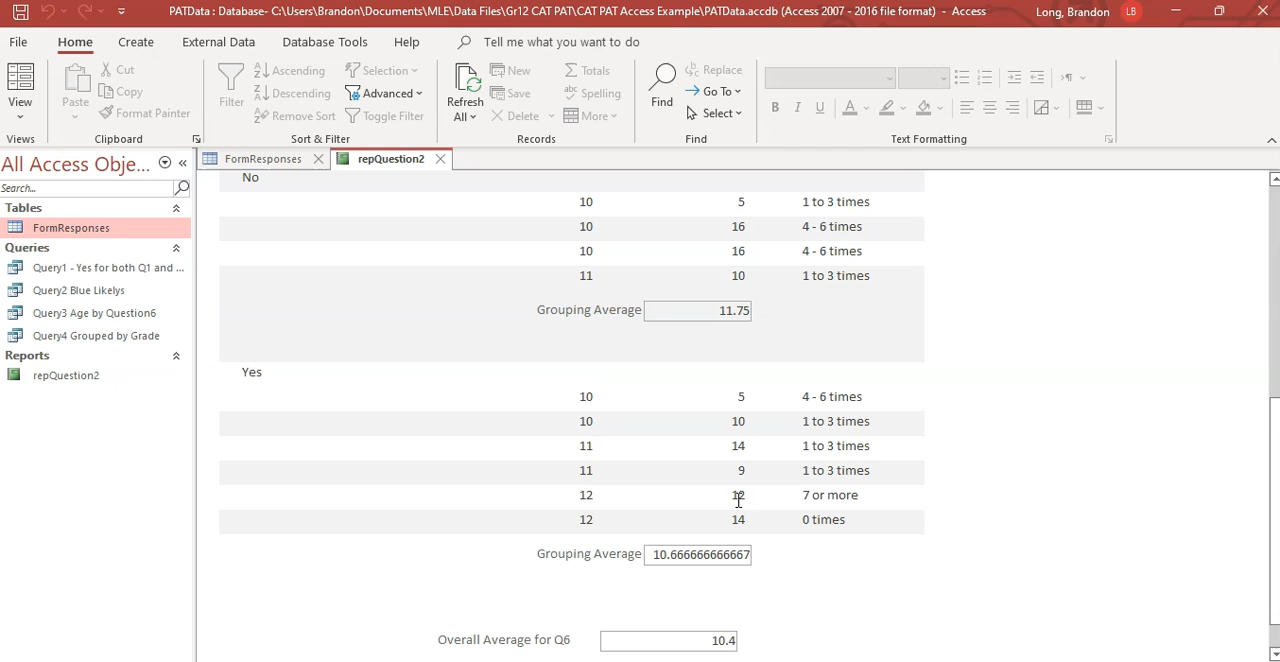 PATData : Database- C:\Users\Brandon\Documents\MLE\Data Files\Gr12 CAT PAT\CAT PAT Access Example\PATData.accdb (Access 2007 - 2016 file format) - Access Long, Brandon LB
File Home Create External Data Database Tools Help Tell me what you want to do
View Paste Cut Copy Format Painter Filter Ascending Descending Remove Sort Selection Advanced Toggle Filter Refresh All New Save Delete Totals Spelling More Find Replace Go To Select B I U
Views Clipboard Sort & Filter Records Find Text Formatting
All Access Obje...
Search...
Tables
FormResponses
Queries
Query1 - Yes for both Q1 and ...
Query2 Blue Likelys
Query3 Age by Question6
Query4 Grouped by Grade
Reports
repQuestion2
FormResponses repQuestion2
No
10 5 1 to 3 times
10 16 4 - 6 times
10 16 4 - 6 times
11 10 1 to 3 times
Grouping Average 11.75
Yes
10 5 4 - 6 times
10 10 1 to 3 times
11 14 1 to 3 times
11 9 1 to 3 times
12 12 7 or more
12 14 0 times
Grouping Average 10.666666666667
Overall Average for Q6 10.4